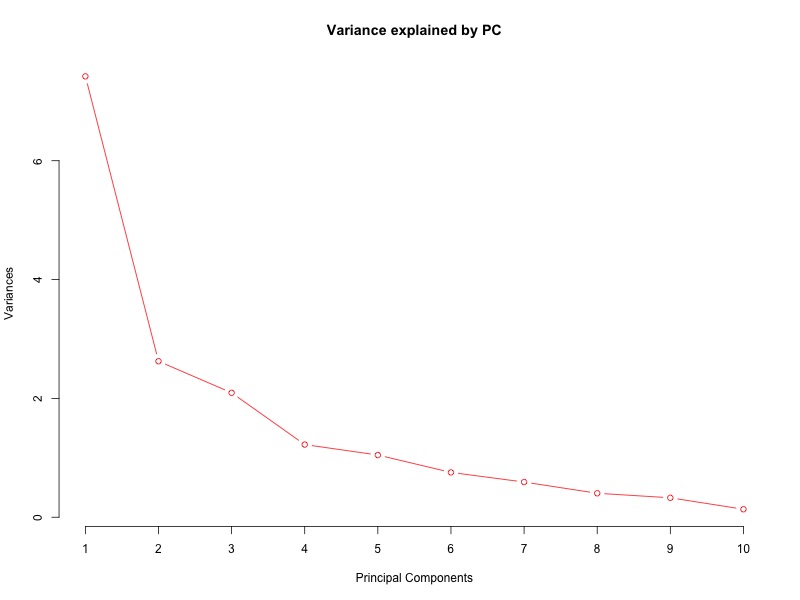 Variance explained by PC
Variances
6
4
2
0
1 2 3 4 5 6 7 8 9 10
Principal Components